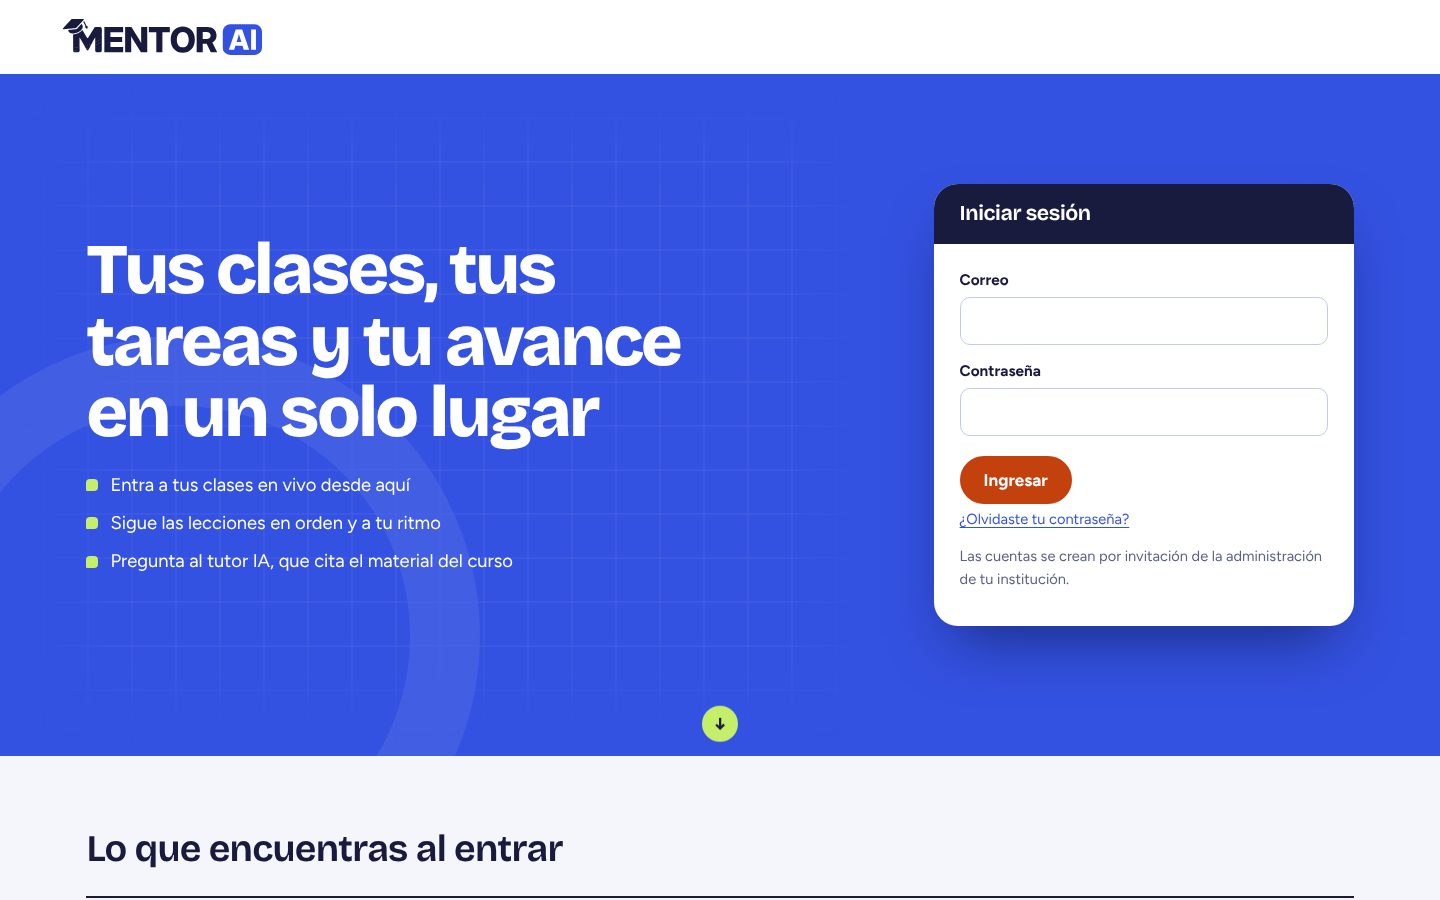 MENTOR AI
Tus clases, tus
tareas y tu avance
en un solo lugar
Entra a tus clases en vivo desde aquí
Sigue las lecciones en orden y a tu ritmo
Pregunta al tutor IA, que cita el material del curso
Iniciar sesión
Correo
Contraseña
Ingresar
¿Olvidaste tu contraseña?
Las cuentas se crean por invitación de la administración
de tu institución.
Lo que encuentras al entrar